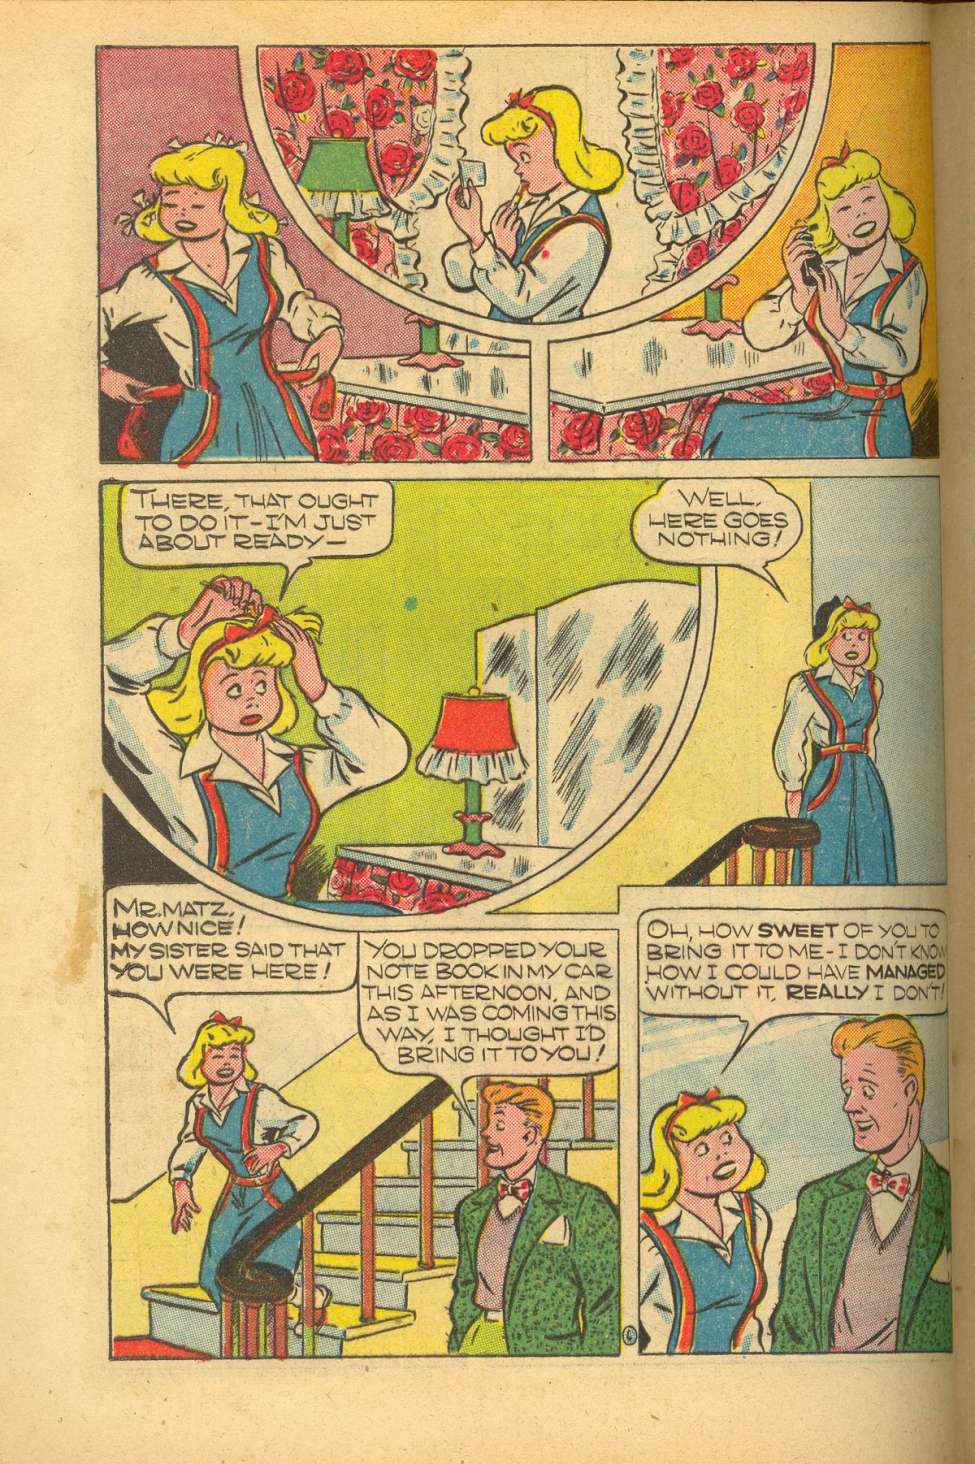 THERE, THAT OUGHT
TO DO IT—I'M JUST
ABOUT READY—
WELL,
HERE GOES
NOTHING!
MR. MATZ,
HOW NICE!
MY SISTER SAID THAT
YOU WERE HERE!
YOU DROPPED YOUR
NOTE BOOK IN MY CAR
THIS AFTERNOON, AND
AS I WAS COMING THIS
WAY, I THOUGHT I'D
BRING IT TO YOU!
OH, HOW SWEET OF YOU TO
BRING IT TO ME—I DON'T KNOW
HOW I COULD HAVE MANAGED
WITHOUT IT, REALLY I DON'T!
6